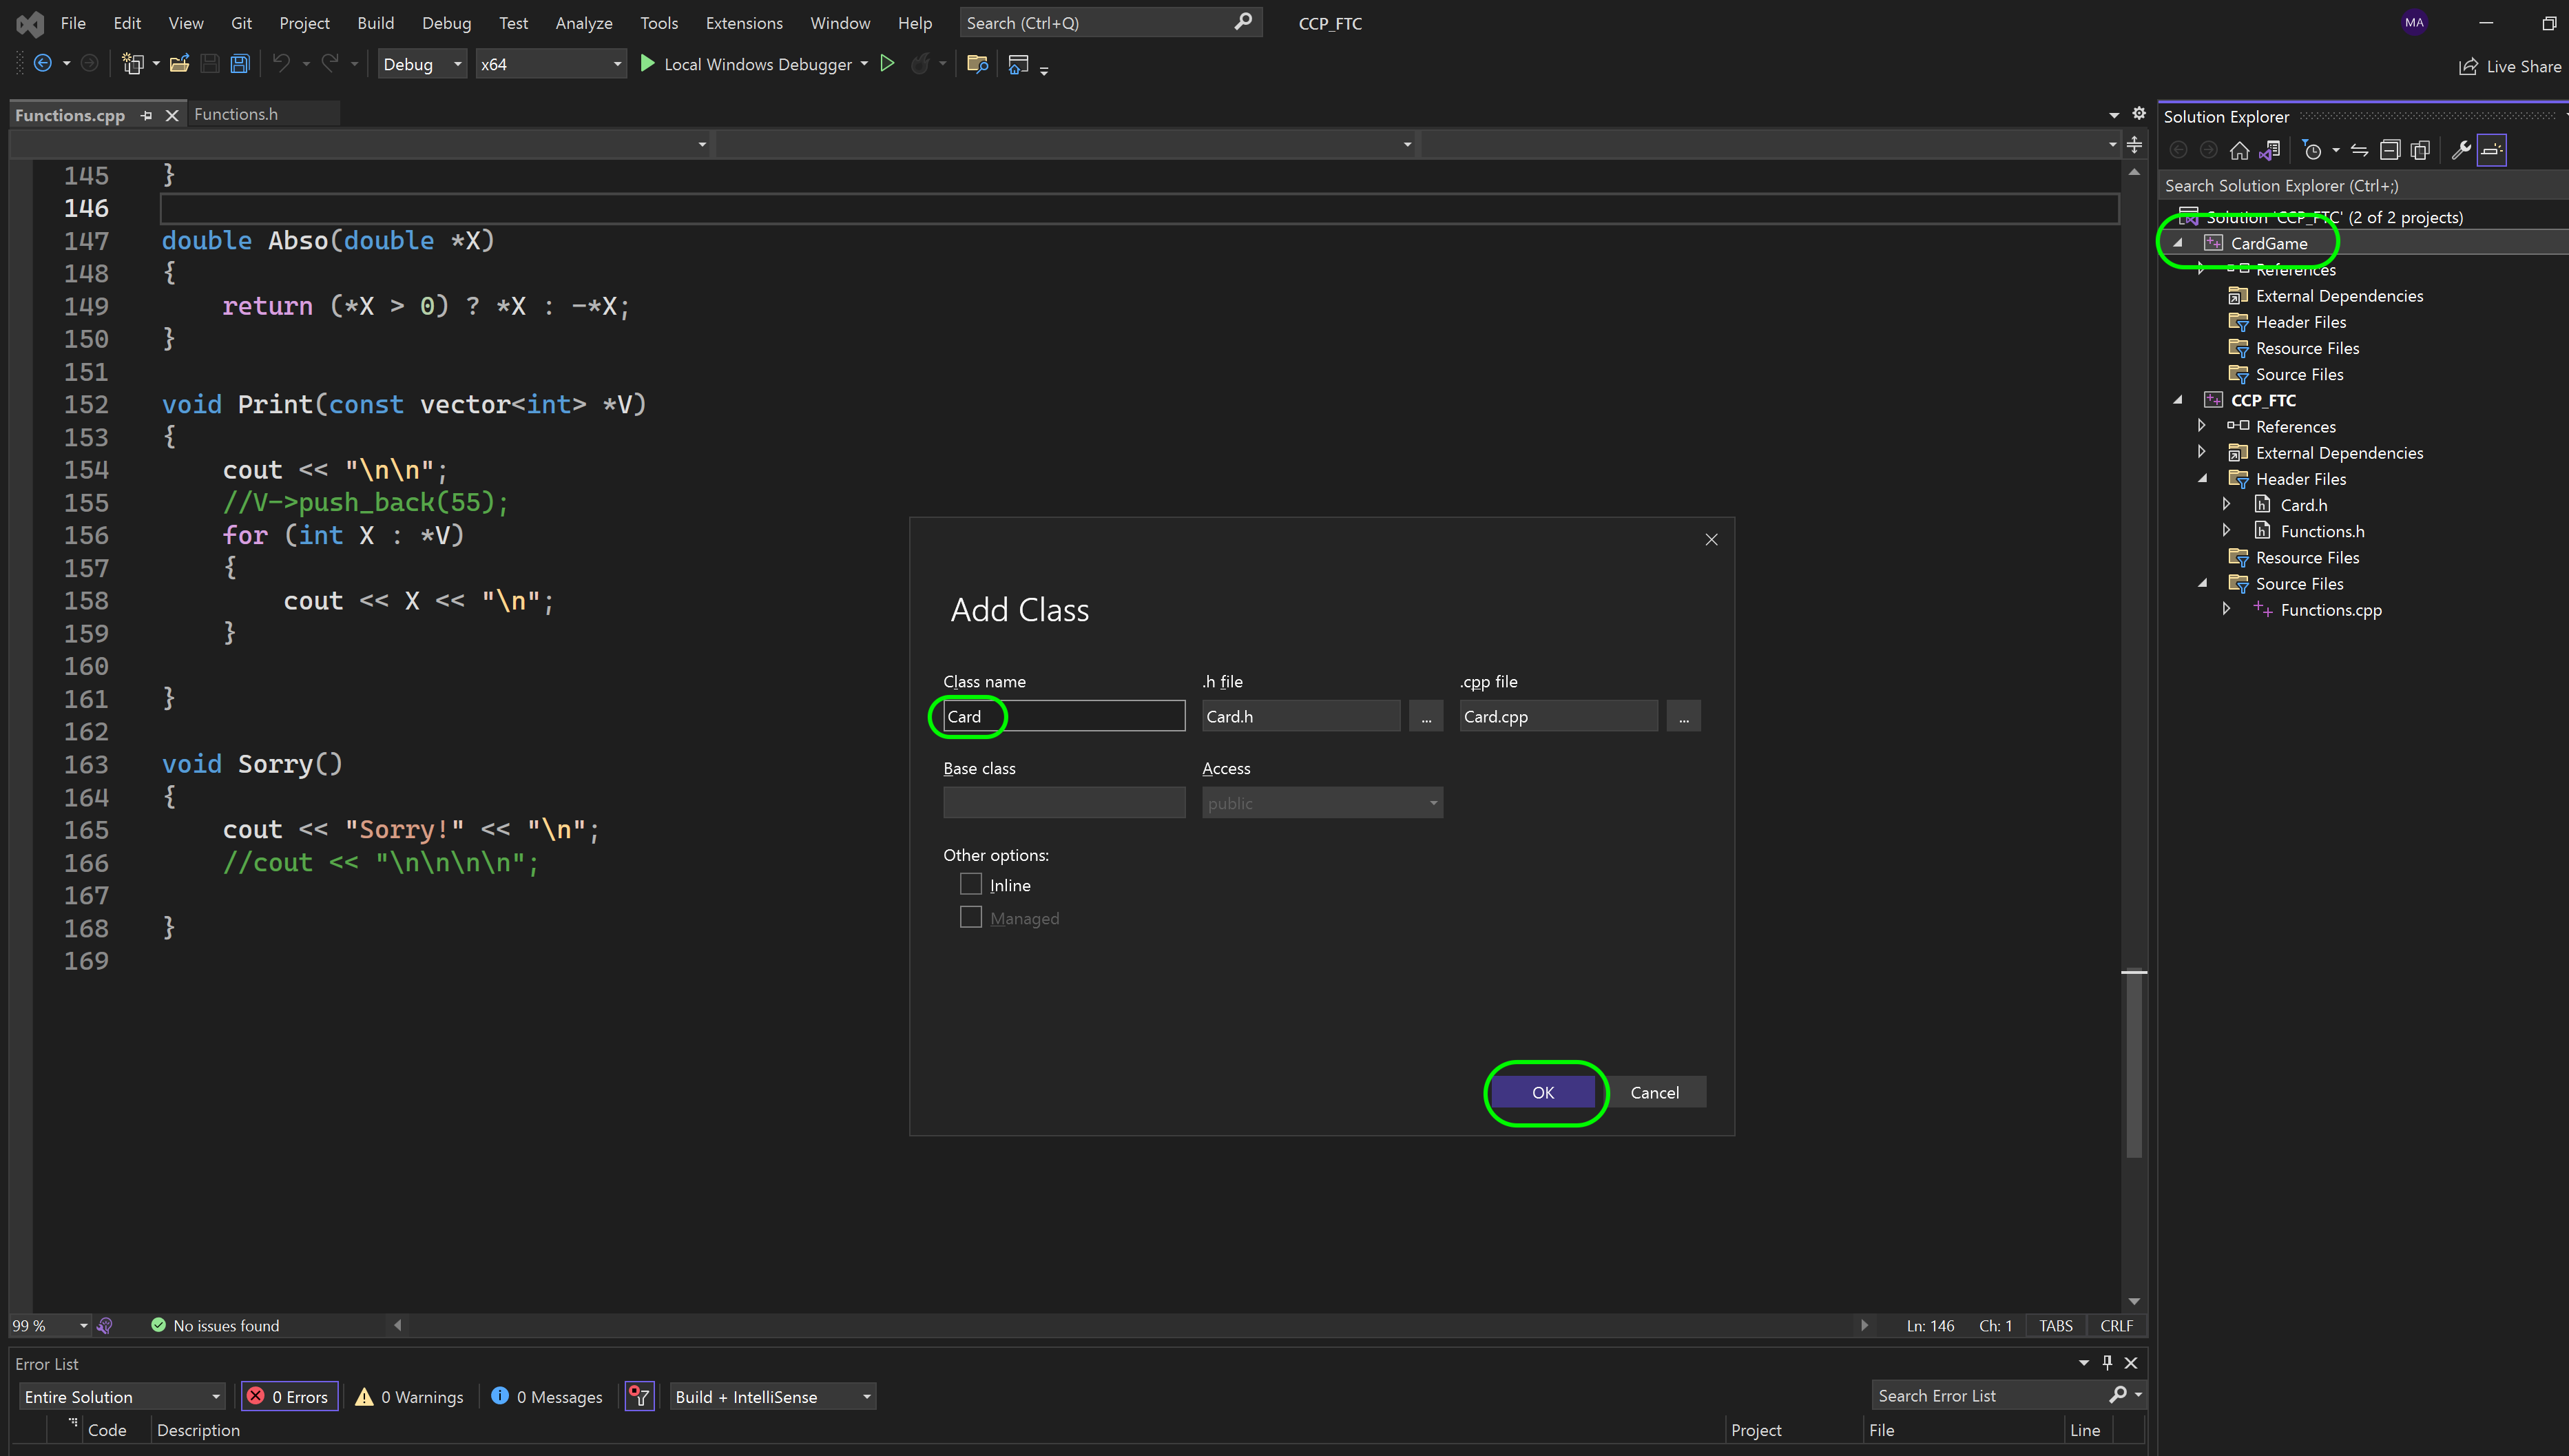 File Edit View Git Project Build Debug Test Analyze Tools Extensions Window Help Search (Ctrl+Q) CCP_FTC MA
Debug x64 Local Windows Debugger Live Share
Functions.cpp Functions.h
145 }
146
147 double Abso(double *X)
148 {
149 return (*X > 0) ? *X : -*X;
150 }
151
152 void Print(const vector<int> *V)
153 {
154 cout << "\n\n";
155 //V->push_back(55);
156 for (int X : *V)
157 {
158 cout << X << "\n";
159 }
160
161 }
162
163 void Sorry()
164 {
165 cout << "Sorry!" << "\n";
166 //cout << "\n\n\n\n";
167
168 }
169
Add Class
Class name .h file .cpp file
Card Card.h ... Card.cpp ...
Base class Access
public
Other options:
Inline
Managed
OK Cancel
Solution Explorer
Search Solution Explorer (Ctrl+;)
Solution 'CCP_FTC' (2 of 2 projects)
CardGame
References
External Dependencies
Header Files
Resource Files
Source Files
CCP_FTC
References
External Dependencies
Header Files
Card.h
Functions.h
Resource Files
Source Files
Functions.cpp
99 % No issues found Ln: 146 Ch: 1 TABS CRLF
Error List
Entire Solution 0 Errors 0 Warnings 0 Messages Build + IntelliSense Search Error List
Code Description Project File Line